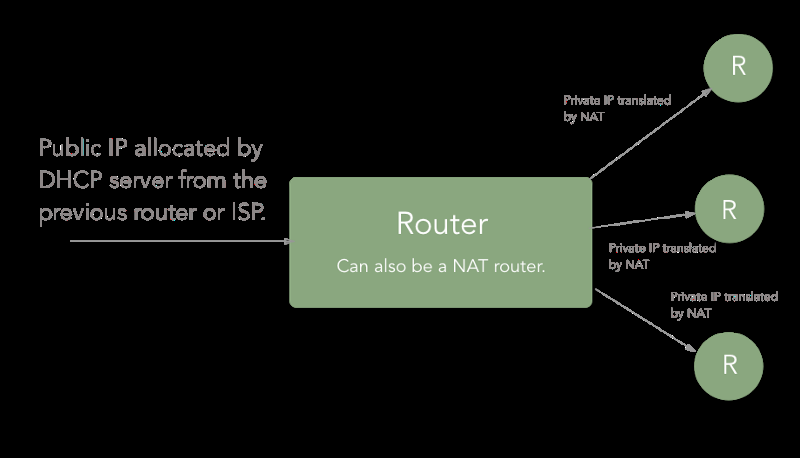 Public IP allocated by
DHCP server from the
previous router or ISP.
Router
Can also be a NAT router.
Private IP translated
by NAT
R
R
Private IP translated
by NAT
Private IP translated
by NAT
R